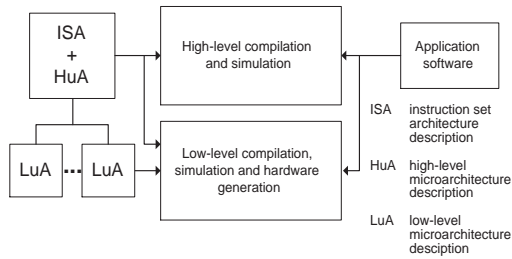 ISA
+
HuA
High-level compilation
and simulation
Application
software
LuA
...
LuA
Low-level compilation,
simulation and hardware
generation
ISA instruction set
architecture
description
HuA high-level
microarchitecture
description
LuA low-level
microarchitecture
desciption